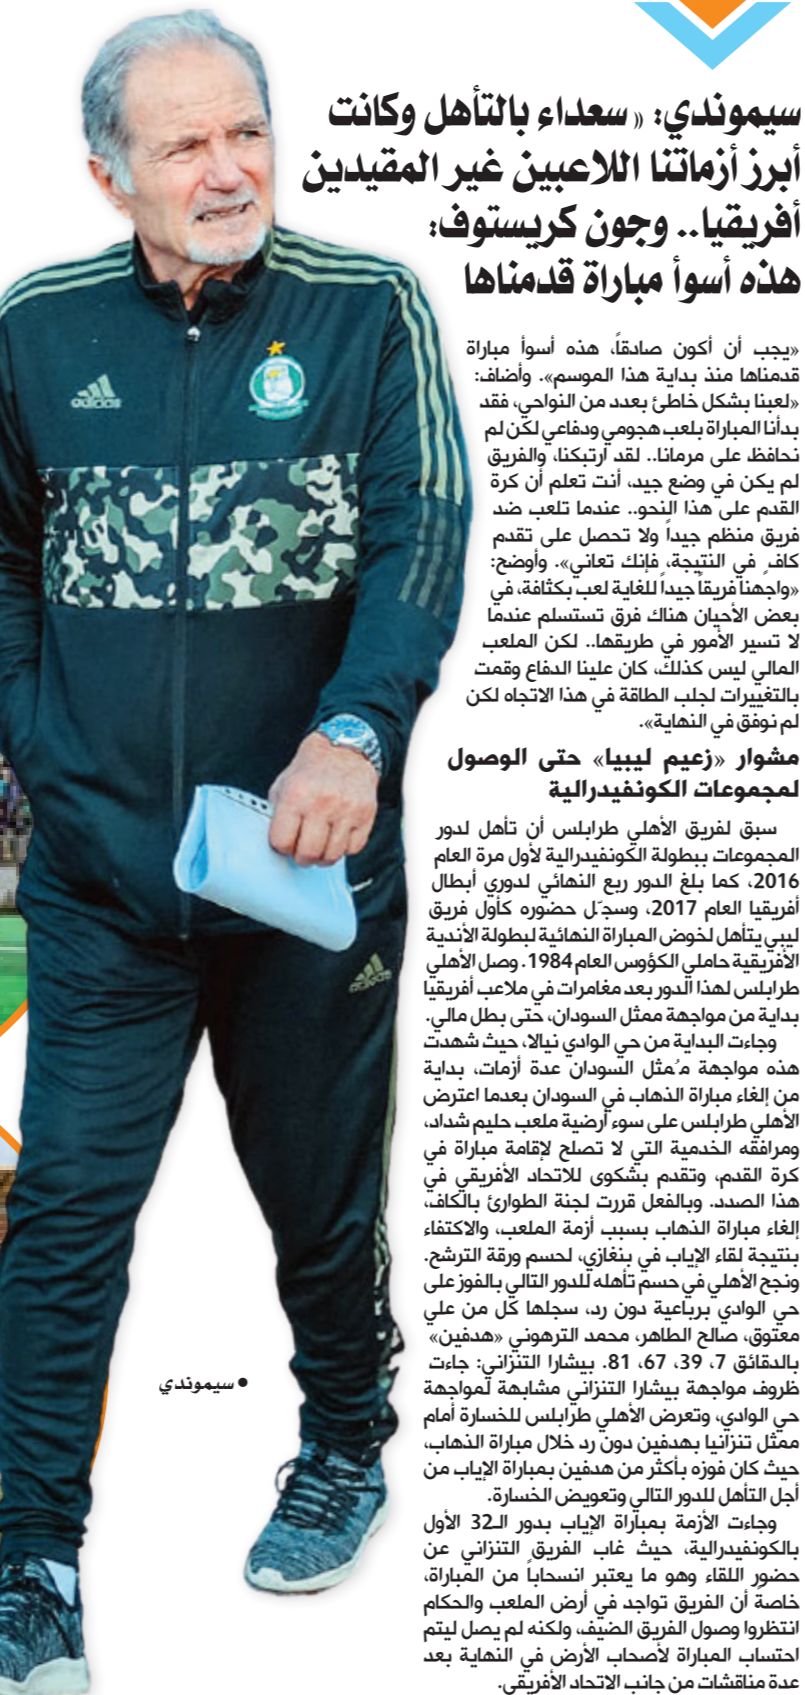 سيموندي: «سعداء بالتأهل وكانت
أبرز أزماتنا اللاعبين غير المقيدين
أفريقيا.. وجون كريستوف:
هذه أسوأ مباراة قدمناها
«يجب أن أكون صادقاً، هذه أسوأ مباراة
قدمناها منذ بداية هذا الموسم». وأضاف:
«لعبنا بشكل خاطئ بعدد من النواحي، فقد
بدأنا المباراة بلعب هجومي ودفاعي لكن لم
نحافظ على مرمانا.. لقد ارتبكنا، والفريق
لم يكن في وضع جيد، أنت تعلم أن كرة
القدم على هذا النحو.. عندما تلعب ضد
فريق منظم جيداً ولا تحصل على تقدم
كافٍ في النتيجة، فإنك تعاني». وأوضح:
«واجهنا فريقاً جيداً للغاية لعب بكثافة، في
بعض الأحيان هناك فرق تستسلم عندما
لا تسير الأمور في طريقها.. لكن الملعب
المالي ليس كذلك، كان علينا الدفاع وقمت
بالتغييرات لجلب الطاقة في هذا الاتجاه لكن
لم نوفق في النهاية».
مشوار «زعيم ليبيا» حتى الوصول
لمجموعات الكونفيدرالية
سبق لفريق الأهلي طرابلس أن تأهل لدور
المجموعات ببطولة الكونفيدرالية لأول مرة العام
2016، كما بلغ الدور ربع النهائي لدوري أبطال
أفريقيا العام 2017، وسجّل حضوره كأول فريق
ليبي يتأهل لخوض المباراة النهائية لبطولة الأندية
الأفريقية حاملي الكؤوس العام 1984. وصل الأهلي
طرابلس لهذا الدور بعد مغامرات في ملاعب أفريقيا
بداية من مواجهة ممثل السودان، حتى بطل مالي.
وجاءت البداية من حي الوادي نيالا، حيث شهدت
هذه مواجهة مُمثل السودان عدة أزمات، بداية
من إلغاء مباراة الذهاب في السودان بعدما اعترض
الأهلي طرابلس على سوء أرضية ملعب حليم شداد،
ومرافقه الخدمية التي لا تصلح لإقامة مباراة في
كرة القدم، وتقدم بشكوى للاتحاد الأفريقي في
هذا الصدد. وبالفعل قررت لجنة الطوارئ بالكاف،
إلغاء مباراة الذهاب بسبب أزمة الملعب، والاكتفاء
بنتيجة لقاء الإياب في بنغازي، لحسم ورقة الترشح.
ونجح الأهلي في حسم تأهله للدور التالي بالفوز على
حي الوادي برباعية دون رد، سجلها كل من علي
معتوق، صالح الطاهر، محمد الترهوني «هدفين»
بالدقائق 7، 39، 67، 81. بيشارا التنزاني: جاءت
ظروف مواجهة بيشارا التنزاني مشابهة لمواجهة
حي الوادي، وتعرض الأهلي طرابلس للخسارة أمام
ممثل تنزانيا بهدفين دون رد خلال مباراة الذهاب،
حيث كان فوزه بأكثر من هدفين بمباراة الإياب من
أجل التأهل للدور التالي وتعويض الخسارة.
وجاءت الأزمة بمباراة الإياب بدور الـ32 الأول
بالكونفيدرالية، حيث غاب الفريق التنزاني عن
حضور اللقاء وهو ما يعتبر انسحاباً من المباراة،
خاصةً أن الفريق تواجد في أرض الملعب والحكام
انتظروا وصول الفريق الضيف، ولكنه لم يصل ليتم
احتساب المباراة لأصحاب الأرض في النهاية بعد
عدة مناقشات من جانب الاتحاد الأفريقي.
● سيموندي
adidas
adidas